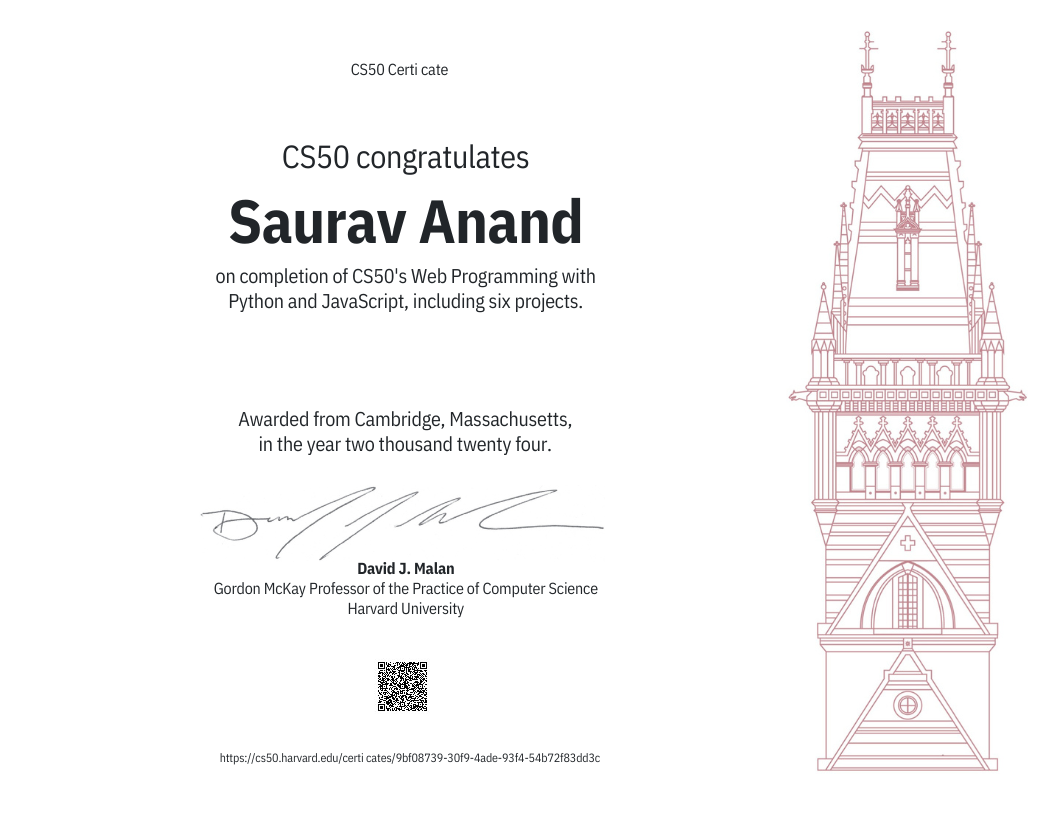 CS50 Certi cate
CS50 congratulates
Saurav Anand
on completion of CS50's Web Programming with
Python and JavaScript, including six projects.
Awarded from Cambridge, Massachusetts,
in the year two thousand twenty four.
David J. Malan
Gordon McKay Professor of the Practice of Computer Science
Harvard University
https://cs50.harvard.edu/certi cates/9bf08739-30f9-4ade-93f4-54b72f83dd3c